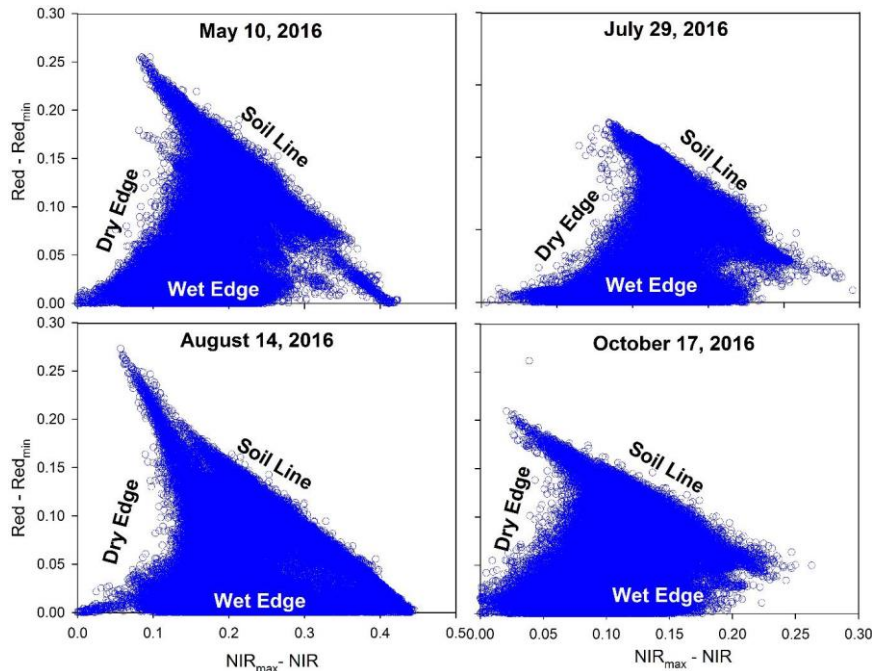 May 10, 2016
July 29, 2016
0.30
0.25
0.20
0.15
0.10
0.05
0.00
Red - Redmin
Dry Edge
Soil Line
Wet Edge
Dry Edge
Soil Line
Wet Edge
August 14, 2016
October 17, 2016
0.30
0.25
0.20
0.15
0.10
0.05
0.00
Red - Redmin
Dry Edge
Soil Line
Wet Edge
Dry Edge
Soil Line
Wet Edge
0.0 0.1 0.2 0.3 0.4 0.5
0.00 0.05 0.10 0.15 0.20 0.25 0.30
NIRmax- NIR
NIRmax - NIR